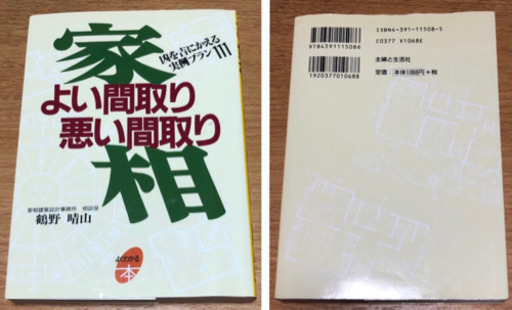 家相
凶を吉にかえる
実例プラン111
よい間取り
悪い間取り
家相建築設計事務所 相談役
鶴野 晴山
よくわかる
本
ISBN4-391-11508-5
9784391115086
C0377 ¥1068E
1920377010688
主婦と生活社
定価:本体1068円+税